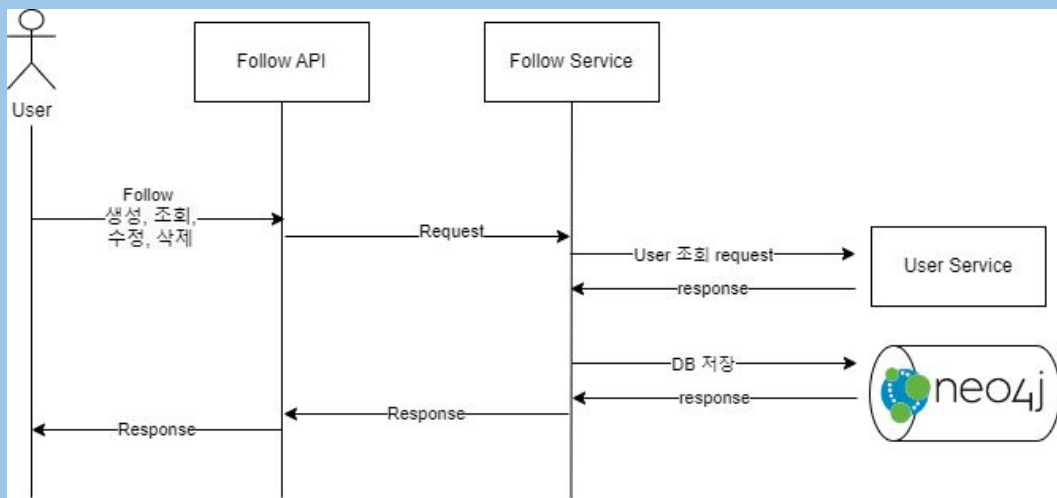 User
Follow API
Follow Service
Follow
생성, 조회,
수정, 삭제
Request
User 조회 request
User Service
response
DB 저장
neo4j
response
Response
Response